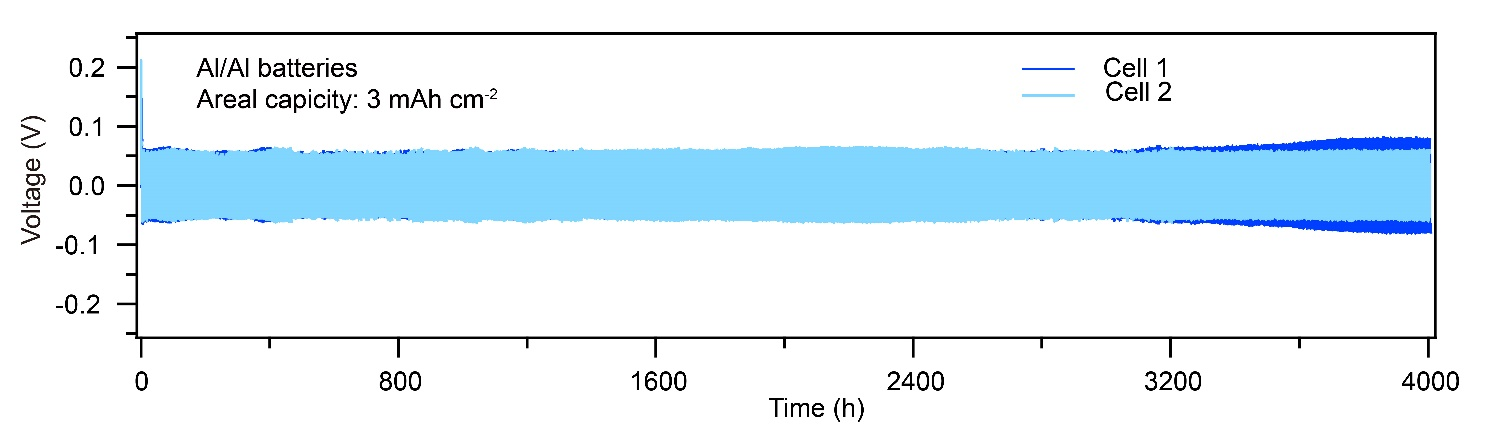 Al/Al batteries
Areal capicity: 3 mAh cm-2
Cell 1
Cell 2
Voltage (V)
0.2
0.1
0.0
-0.1
-0.2
0 800 1600 2400 3200 4000
Time (h)